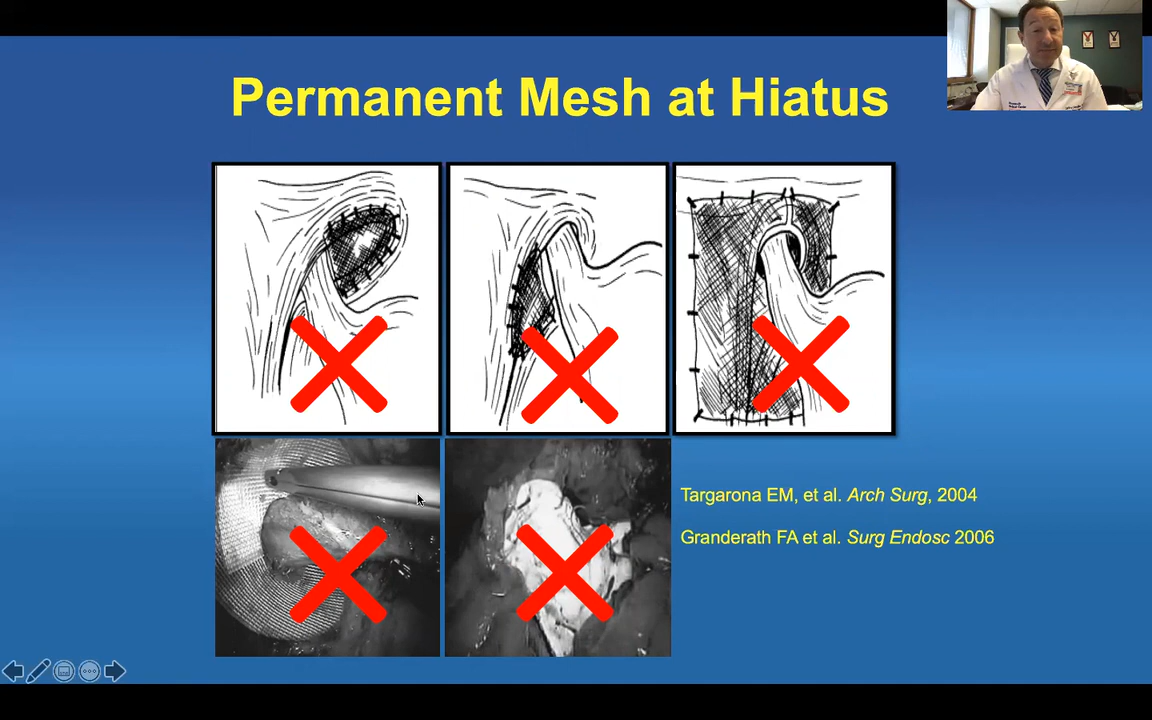 Permanent Mesh at Hiatus
Targarona EM, et al. Arch Surg, 2004
Granderath FA et al. Surg Endosc 2006